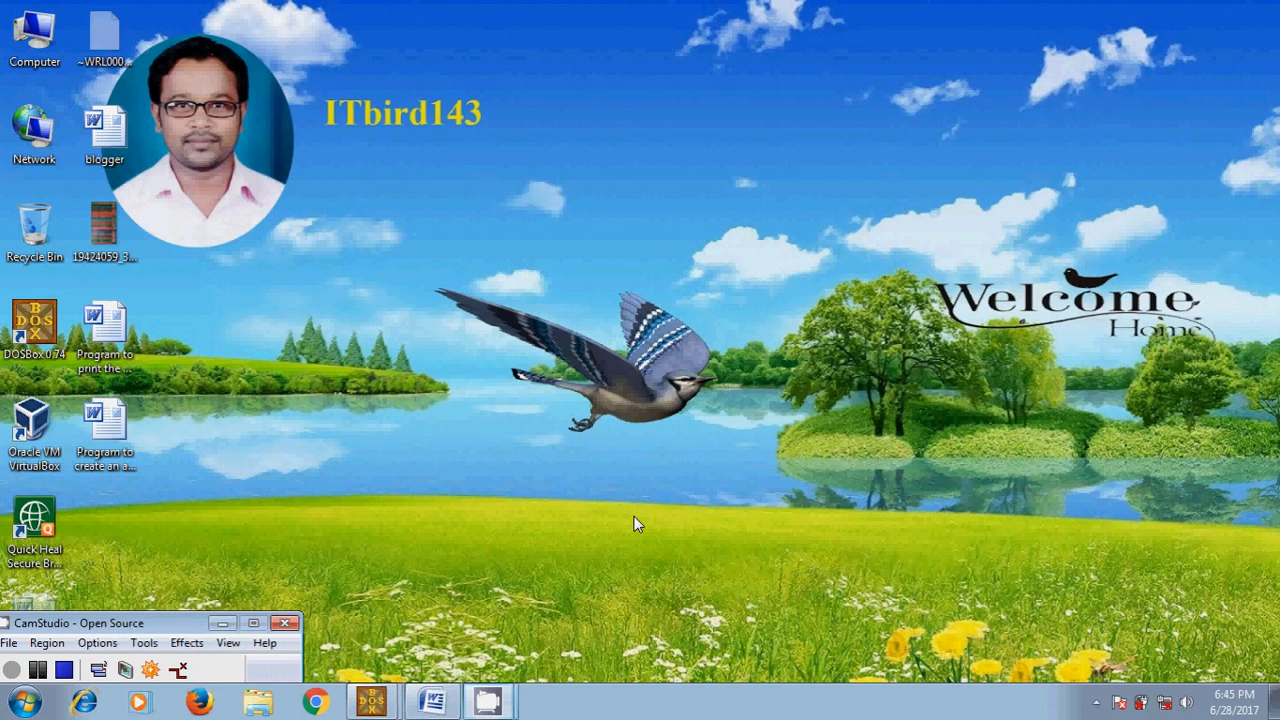 Computer
~WRL000...
ITbird143
Network
blogger
Recycle Bin
19424059_3...
Welcome
Home
DOSBox 0.74
Program to
print the ...
Oracle VM
VirtualBox
Program to
create an a...
Quick Heal
Secure Br...
CamStudio - Open Source
File Region Options Tools Effects View Help
6:45 PM
6/28/2017